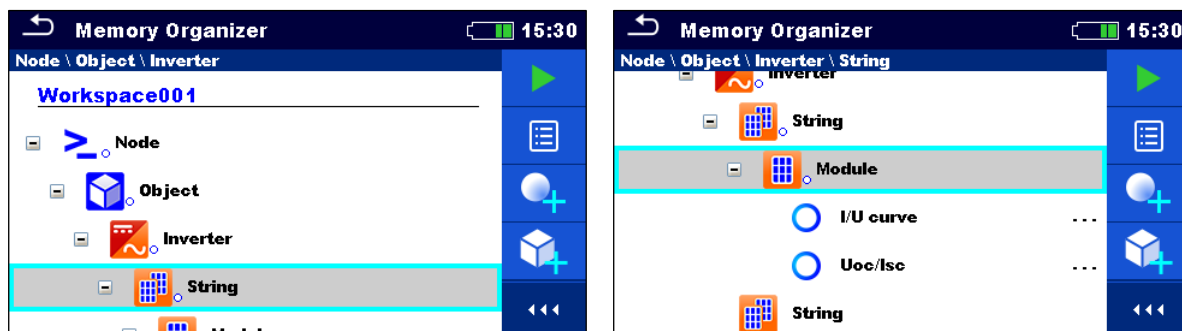 Memory Organizer 15:30
Node \ Object \ Inverter
Workspace001
Node
Object
Inverter
String
Memory Organizer 15:30
Node \ Object \ Inverter \ String
Inverter
String
Module
I/U curve ...
Uoc/Isc ...
String